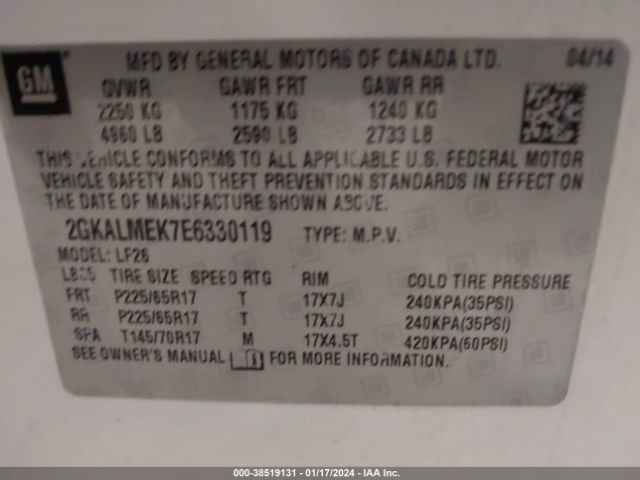 GM
MFD BY GENERAL MOTORS OF CANADA LTD. 04/14
GVWR GAWR FRT GAWR RR
2250 KG 1175 KG 1240 KG
4960 LB 2590 LB 2733 LB
THIS VEHICLE CONFORMS TO ALL APPLICABLE U.S. FEDERAL MOTOR
VEHICLE SAFETY AND THEFT PREVENTION STANDARDS IN EFFECT ON THE
DATE OF MANUFACTURE SHOWN ABOVE.
2GKALMEK7E6330119 TYPE: M.P.V.
MODEL: LF26
TIRE SIZE SPEED RTG RIM COLD TIRE PRESSURE
FRT P225/65R17 T 17X7J 240KPA(35PSI)
RR P225/65R17 T 17X7J 240KPA(35PSI)
SPA T145/70R17 M 17X4.5T 420KPA(60PSI)
SEE OWNER'S MANUAL FOR MORE INFORMATION.
000-38519131 - 01/17/2024 - IAA Inc.